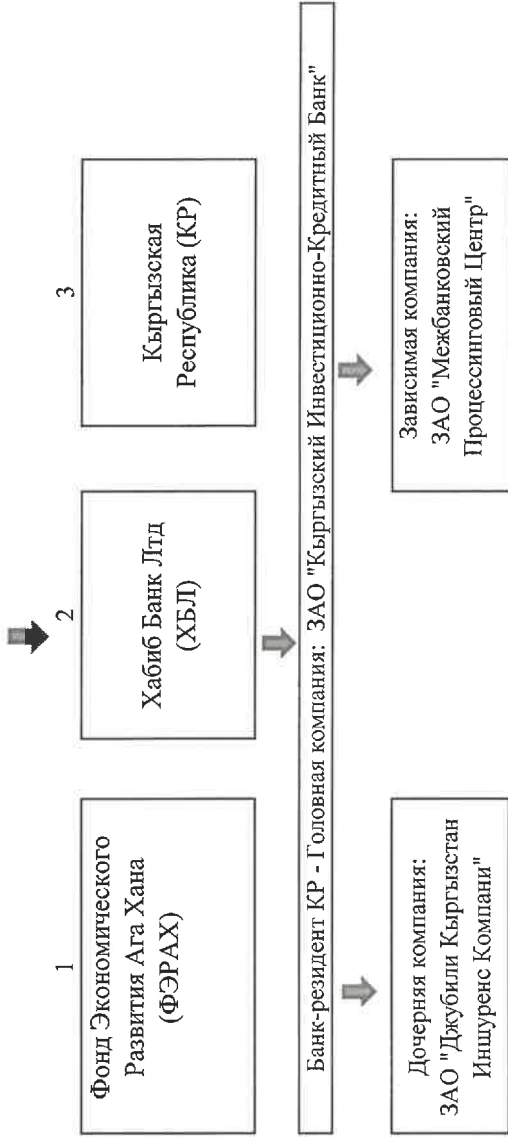 1
Фонд Экономического
Развития Ага Хана
(ФЭРАХ)
2
Хабиб Банк Лтд
(ХБЛ)
3
Кыргызская
Республика (КР)
Банк-резидент КР - Головная компания: ЗАО "Кыргызский Инвестиционно-Кредитный Банк"
Дочерняя компания:
ЗАО "Джубили Кыргызстан
Иншуренс Компани"
Зависимая компания:
ЗАО "Межбанковский
Процессинговый Центр"